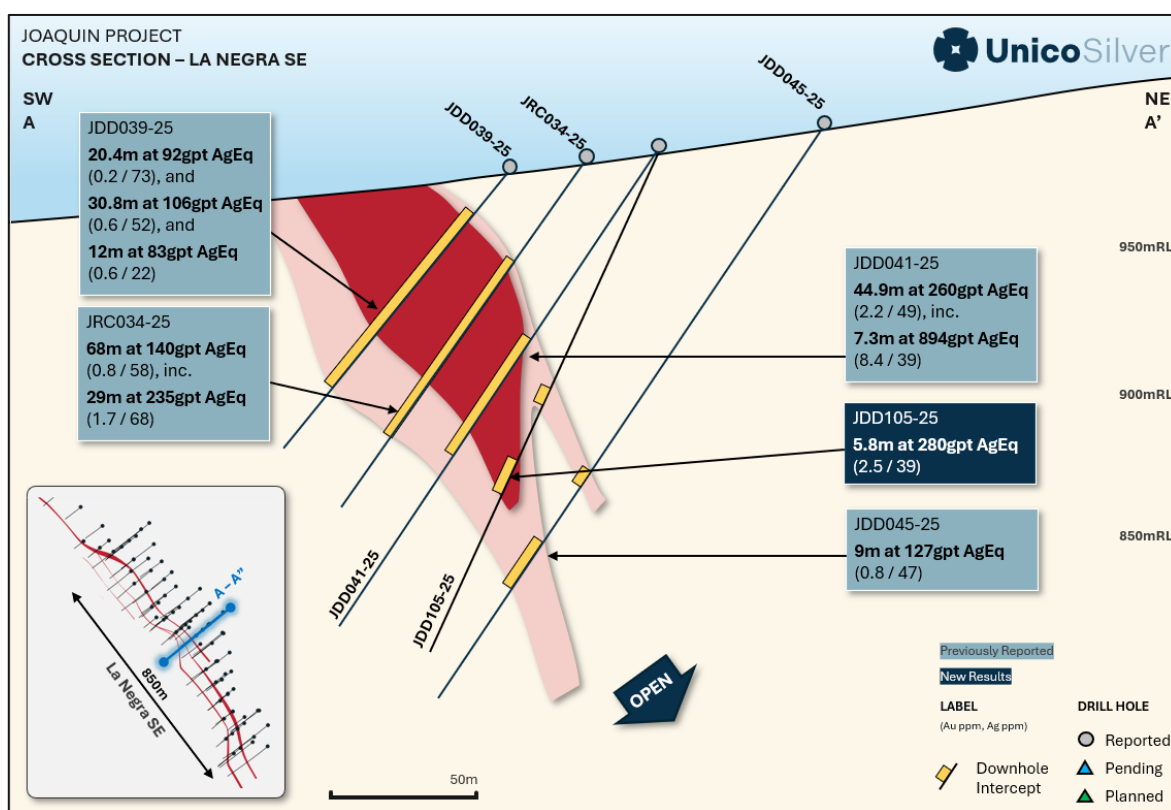 JOAQUIN PROJECT
CROSS SECTION – LA NEGRA SE
UnicoSilver
SW
A
NE
A’
JDD039-25
JRC034-25
JDD045-25
JDD039-25
20.4m at 92gpt AgEq
(0.2 / 73), and
30.8m at 106gpt AgEq
(0.6 / 52), and
12m at 83gpt AgEq
(0.6 / 22)
JRC034-25
68m at 140gpt AgEq
(0.8 / 58), inc.
29m at 235gpt AgEq
(1.7 / 68)
950mRL
JDD041-25
44.9m at 260gpt AgEq
(2.2 / 49), inc.
7.3m at 894gpt AgEq
(8.4 / 39)
900mRL
JDD105-25
5.8m at 280gpt AgEq
(2.5 / 39)
JDD045-25
9m at 127gpt AgEq
(0.8 / 47)
850mRL
JDD041-25
JDD105-25
A – A”
850m
La Negra SE
OPEN
50m
Previously Reported
New Results
LABEL
(Au ppm, Ag ppm)
Downhole
Intercept
DRILL HOLE
Reported
Pending
Planned